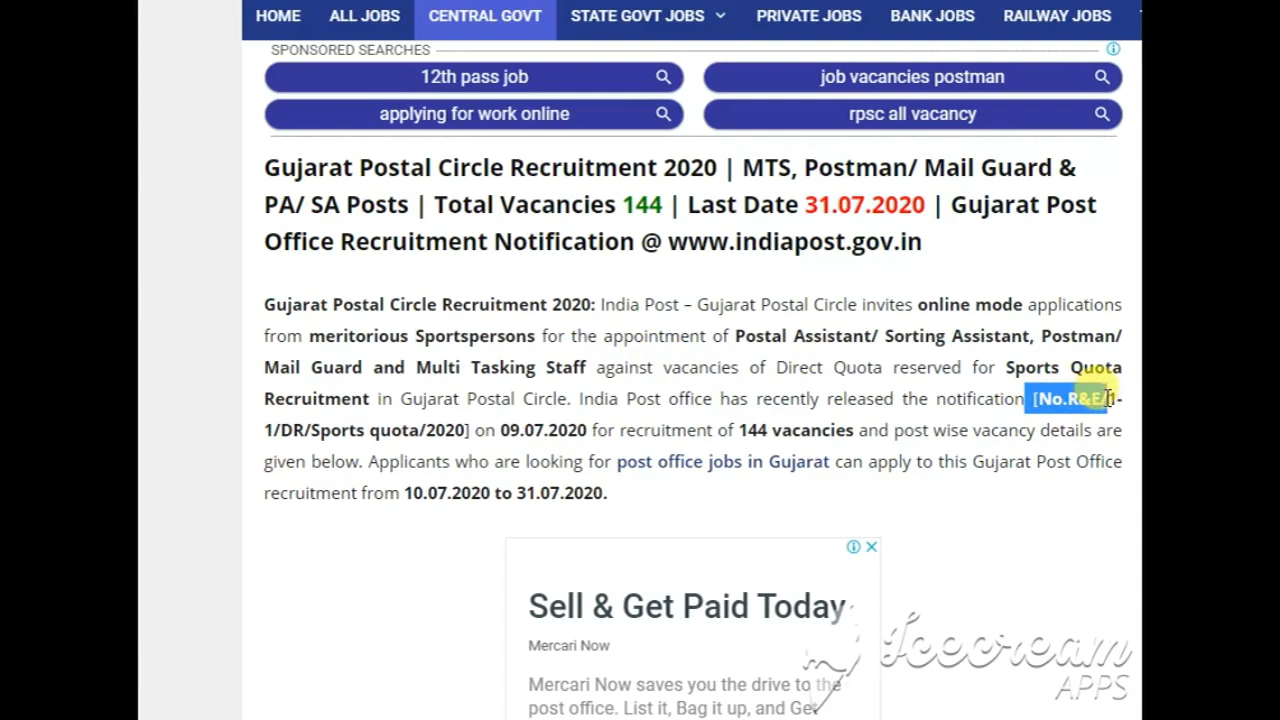 HOME ALL JOBS CENTRAL GOVT STATE GOVT JOBS PRIVATE JOBS BANK JOBS RAILWAY JOBS
SPONSORED SEARCHES
12th pass job job vacancies postman
applying for work online rpsc all vacancy
Gujarat Postal Circle Recruitment 2020 | MTS, Postman/ Mail Guard &
PA/ SA Posts | Total Vacancies 144 | Last Date 31.07.2020 | Gujarat Post
Office Recruitment Notification @ www.indiapost.gov.in
Gujarat Postal Circle Recruitment 2020: India Post – Gujarat Postal Circle invites online mode applications
from meritorious Sportspersons for the appointment of Postal Assistant/ Sorting Assistant, Postman/
Mail Guard and Multi Tasking Staff against vacancies of Direct Quota reserved for Sports Quota
Recruitment in Gujarat Postal Circle. India Post office has recently released the notification [No.R&E/1-
1/DR/Sports quota/2020] on 09.07.2020 for recruitment of 144 vacancies and post wise vacancy details are
given below. Applicants who are looking for post office jobs in Gujarat can apply to this Gujarat Post Office
recruitment from 10.07.2020 to 31.07.2020.
Sell & Get Paid Today
Mercari Now
Mercari Now saves you the drive to the
post office. List it, Bag it up, and Get
Icecream
APPS